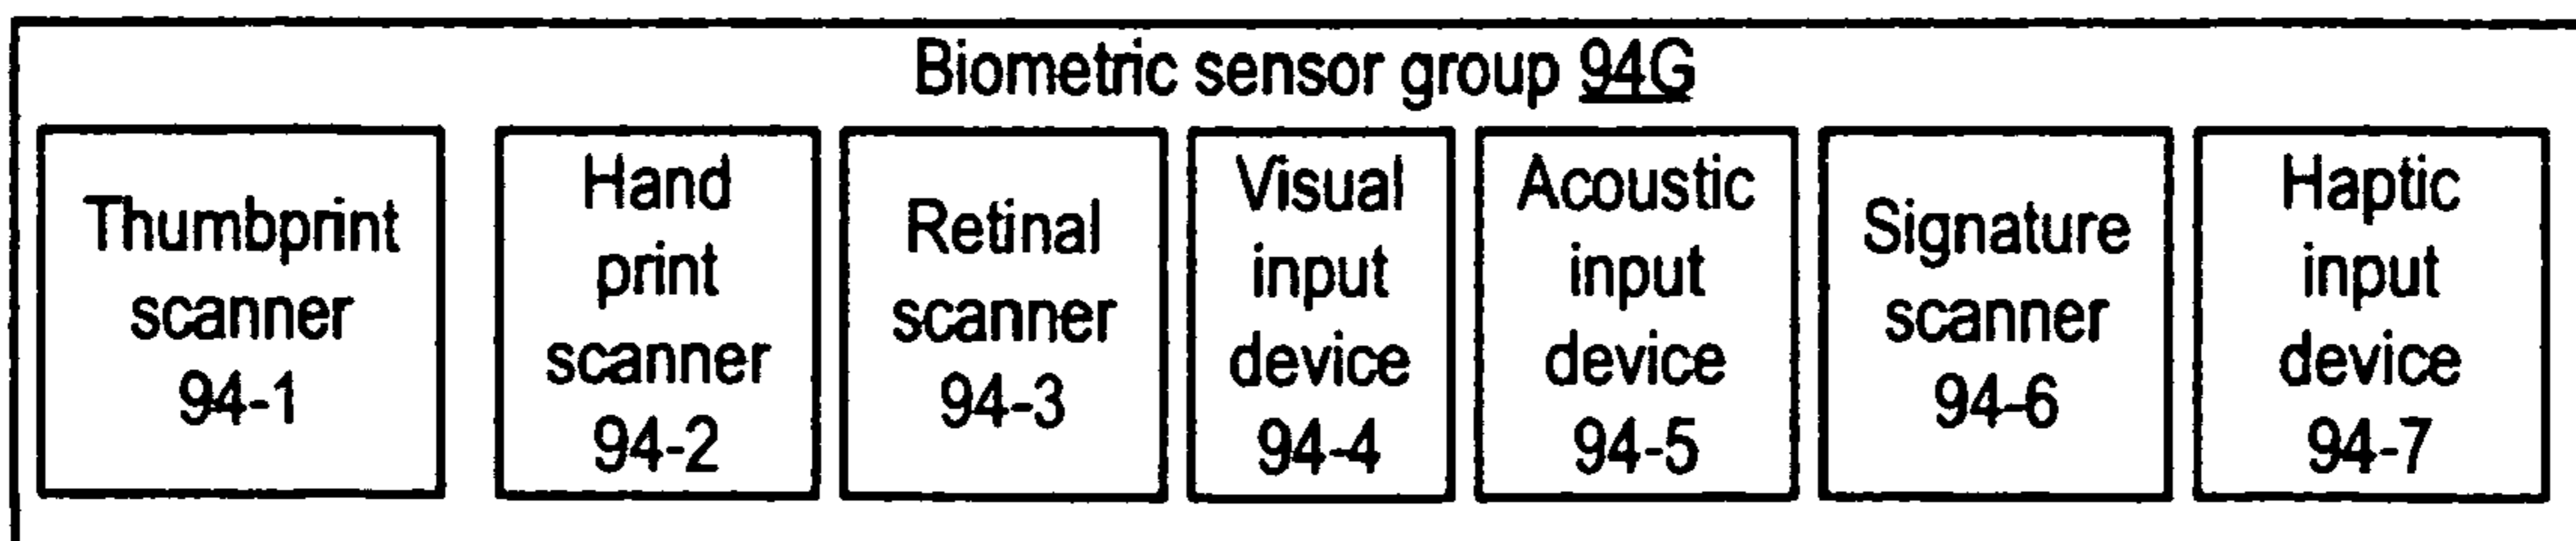 Biometric sensor group 94G
Thumbprint
scanner
94-1
Hand
print
scanner
94-2
Retinal
scanner
94-3
Visual
input
device
94-4
Acoustic
input
device
94-5
Signature
scanner
94-6
Haptic
input
device
94-7